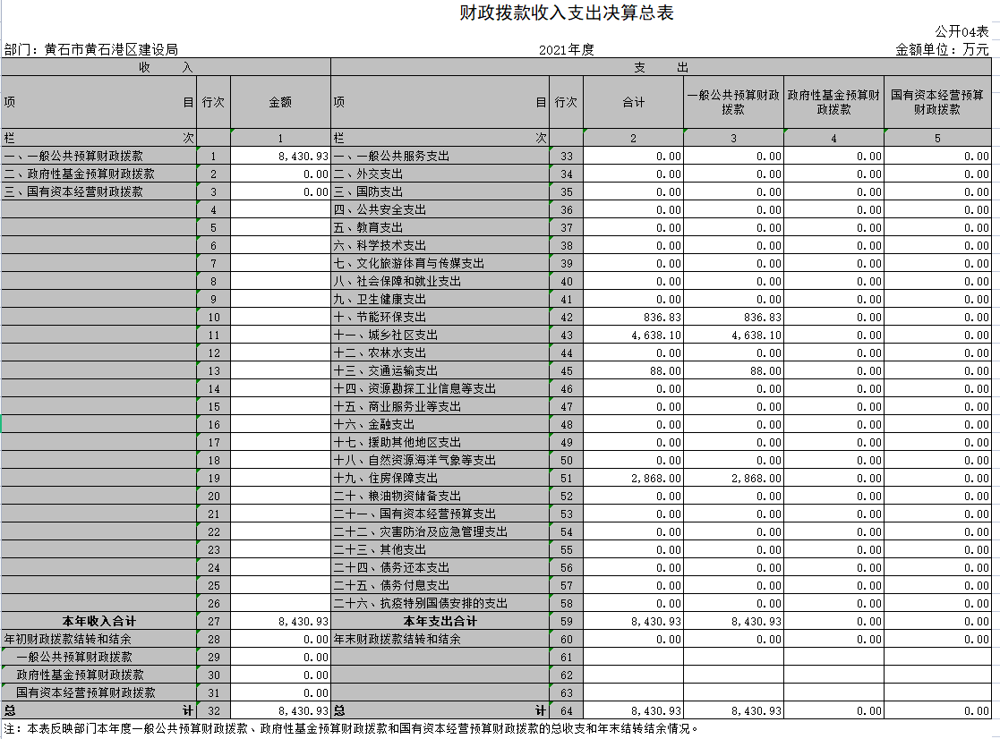 财政拨款收入支出决算总表
公开04表
部门：黄石市黄石港区建设局 2021年度 金额单位：万元
收 入 支 出
项 目 行次 金额 项 目 行次 合计 一般公共预算财政拨款 政府性基金预算财政拨款 国有资本经营预算财政拨款
栏 次 1 栏 次 2 3 4 5
一、一般公共预算财政拨款 1 8,430.93 一、一般公共服务支出 33 0.00 0.00 0.00 0.00
二、政府性基金预算财政拨款 2 0.00 二、外交支出 34 0.00 0.00 0.00 0.00
三、国有资本经营财政拨款 3 0.00 三、国防支出 35 0.00 0.00 0.00 0.00
4 四、公共安全支出 36 0.00 0.00 0.00 0.00
5 五、教育支出 37 0.00 0.00 0.00 0.00
6 六、科学技术支出 38 0.00 0.00 0.00 0.00
7 七、文化旅游体育与传媒支出 39 0.00 0.00 0.00 0.00
8 八、社会保障和就业支出 40 0.00 0.00 0.00 0.00
9 九、卫生健康支出 41 0.00 0.00 0.00 0.00
10 十、节能环保支出 42 836.83 836.83 0.00 0.00
11 十一、城乡社区支出 43 4,638.10 4,638.10 0.00 0.00
12 十二、农林水支出 44 0.00 0.00 0.00 0.00
13 十三、交通运输支出 45 88.00 88.00 0.00 0.00
14 十四、资源勘探工业信息等支出 46 0.00 0.00 0.00 0.00
15 十五、商业服务业等支出 47 0.00 0.00 0.00 0.00
16 十六、金融支出 48 0.00 0.00 0.00 0.00
17 十七、援助其他地区支出 49 0.00 0.00 0.00 0.00
18 十八、自然资源海洋气象等支出 50 0.00 0.00 0.00 0.00
19 十九、住房保障支出 51 2,868.00 2,868.00 0.00 0.00
20 二十、粮油物资储备支出 52 0.00 0.00 0.00 0.00
21 二十一、国有资本经营预算支出 53 0.00 0.00 0.00 0.00
22 二十二、灾害防治及应急管理支出 54 0.00 0.00 0.00 0.00
23 二十三、其他支出 55 0.00 0.00 0.00 0.00
24 二十四、债务还本支出 56 0.00 0.00 0.00 0.00
25 二十五、债务付息支出 57 0.00 0.00 0.00 0.00
26 二十六、抗疫特别国债安排的支出 58 0.00 0.00 0.00 0.00
本年收入合计 27 8,430.93 本年支出合计 59 8,430.93 8,430.93 0.00 0.00
年初财政拨款结转和结余 28 0.00 年末财政拨款结转和结余 60 0.00 0.00 0.00 0.00
一般公共预算财政拨款 29 0.00 61
政府性基金预算财政拨款 30 0.00 62
国有资本经营预算财政拨款 31 0.00 63
总 计 32 8,430.93 总 计 64 8,430.93 8,430.93 0.00 0.00
注：本表反映部门本年度一般公共预算财政拨款、政府性基金预算财政拨款和国有资本经营预算财政拨款的总收支和年末结转结余情况。